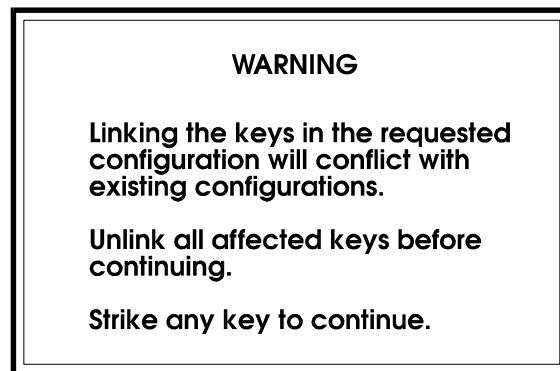 WARNING
Linking the keys in the requested
configuration will conflict with
existing configurations.
Unlink all affected keys before
continuing.
Strike any key to continue.